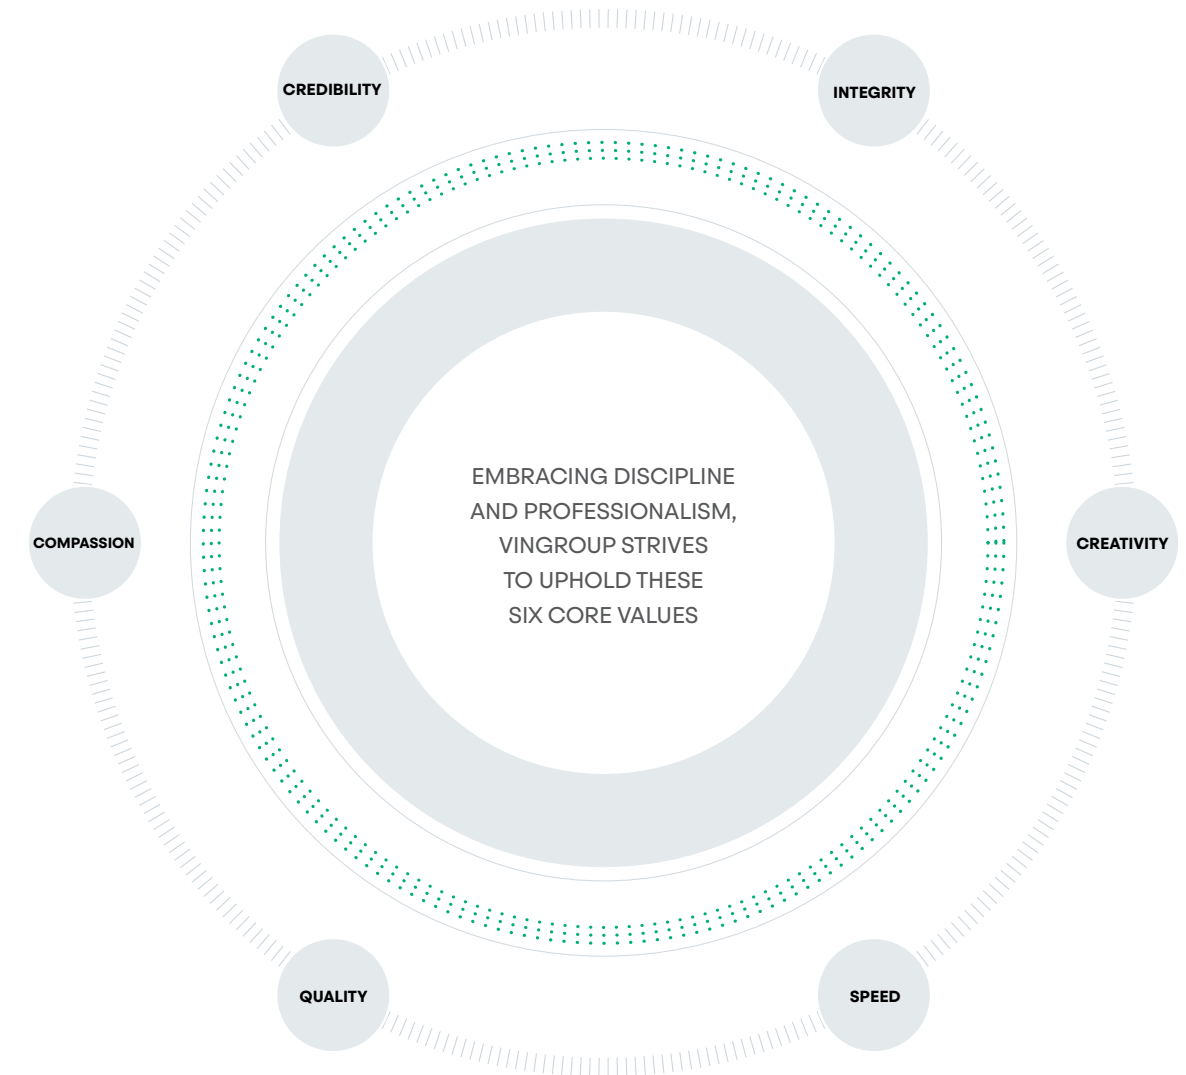 CREDIBILITY
INTEGRITY
EMBRACING DISCIPLINE
AND PROFESSIONALISM,
VINGROUP STRIVES
TO UPHOLD THESE
SIX CORE VALUES
COMPASSION
CREATIVITY
QUALITY
SPEED